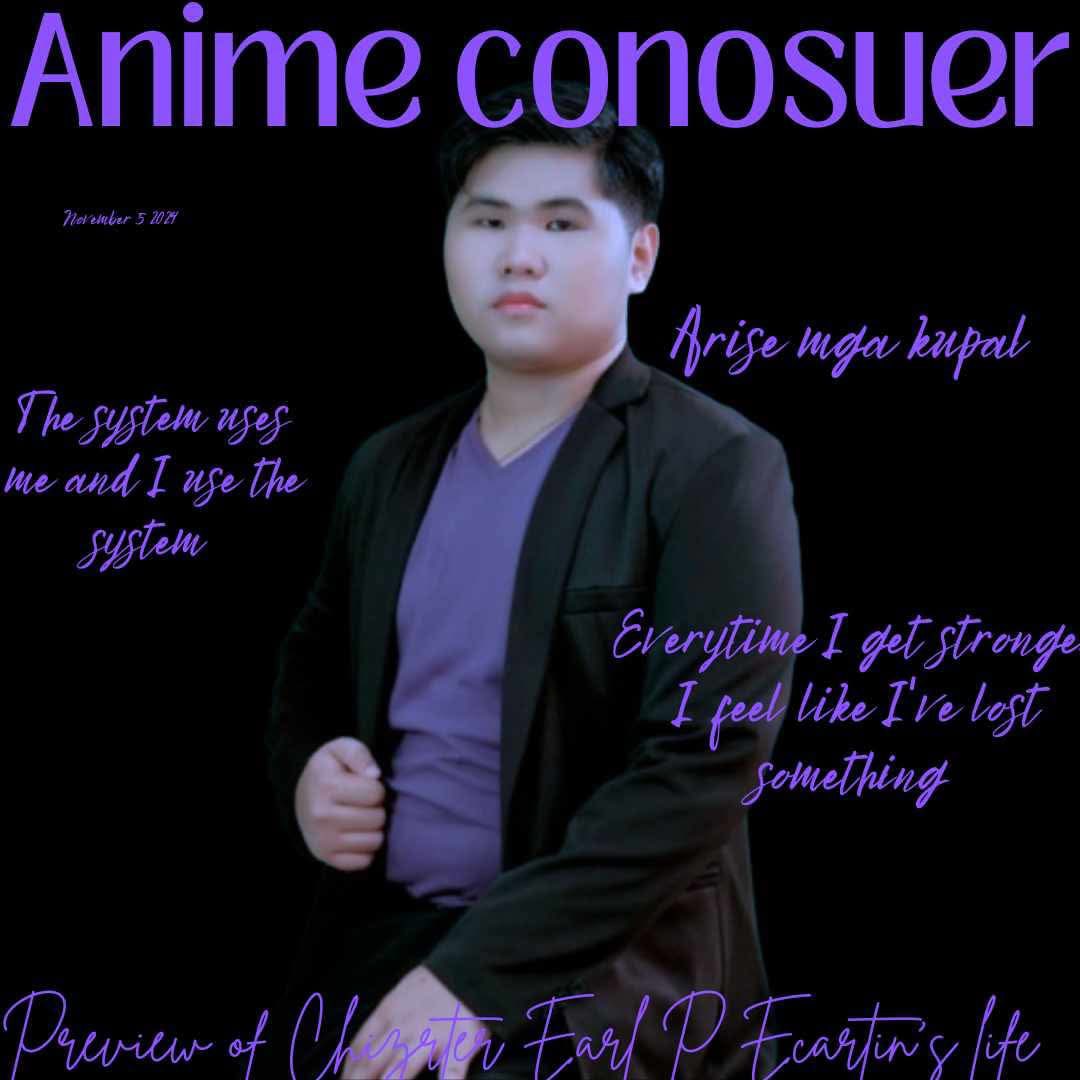 Anime conosuer
November 5 2024
Arise mga kupal
The system uses
me and I use the
system
Everytime I get stronge
I feel like I've lost
something
Preview of Chizrter Earl P Ecartin's life